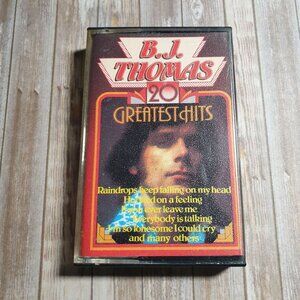 B.J.
THOMAS
20
GREATEST HITS
Raindrops keep falling on my head
Hooked on a feeling
ever leave me
Everybody is talking
I'm so lonesome I could cry
and many others